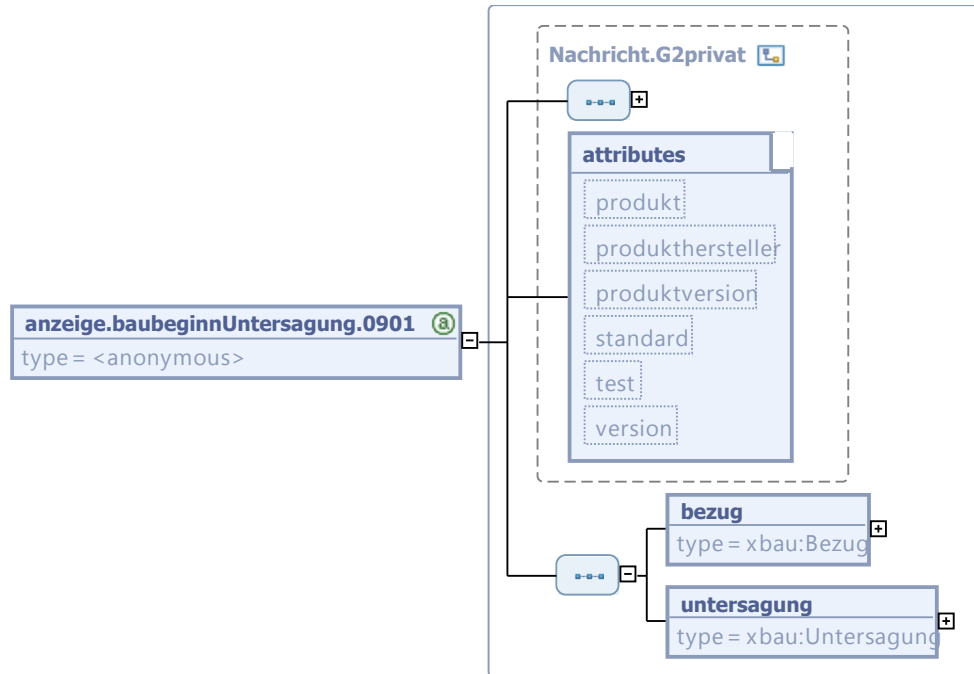 Nachricht.G2privat
attributes
produkt
produkthersteller
produktversion
standard
test
version
anzeige.baubeginnUntersagung.0901 a
type = <anonymous>
bezug
type = xbau:Bezug
untersagung
type = xbau:Untersagung